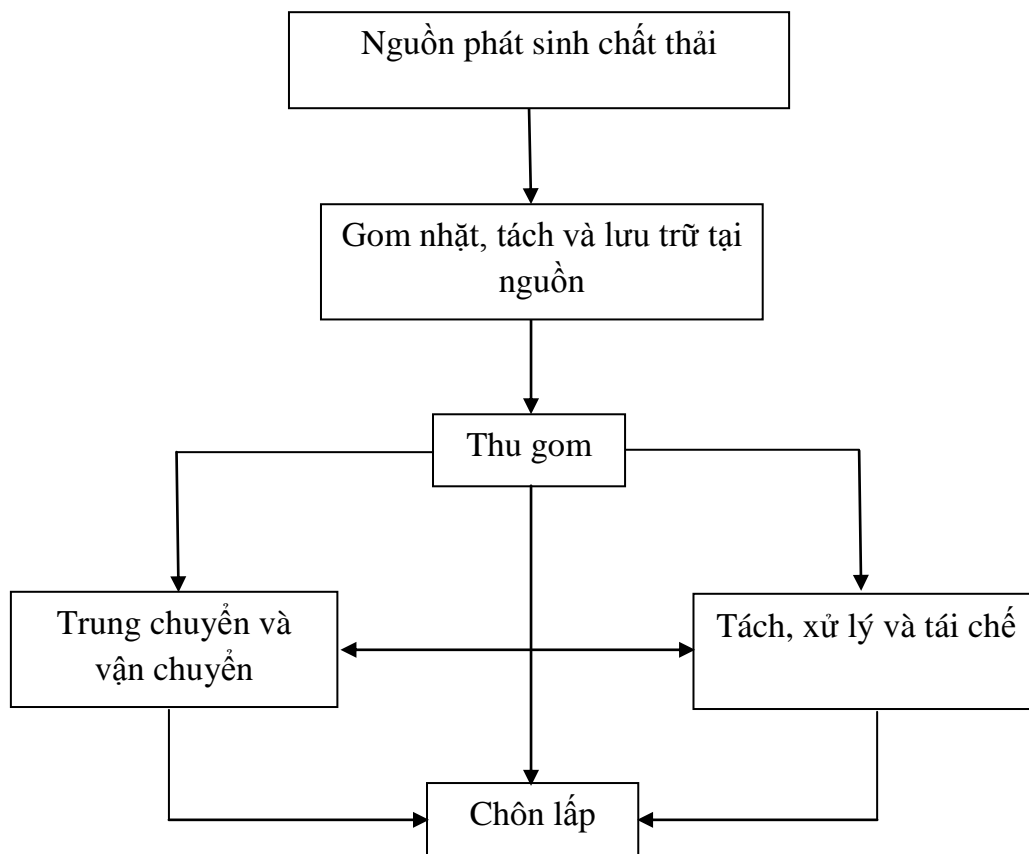 Nguồn phát sinh chất thải
Gom nhặt, tách và lưu trữ tại
nguồn
Thu gom
Trung chuyển và
vận chuyển
Tách, xử lý và tái chế
Chôn lấp